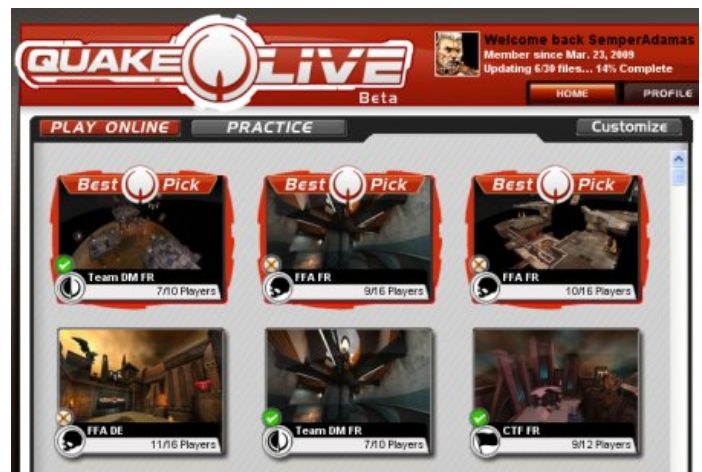 QUAKE LIVE
Beta
Welcome back SemperAdamas
Member since Mar. 23, 2009
Updating 6/30 files... 14% Complete
HOME PROFILE
PLAY ONLINE PRACTICE Customize
Best Pick Best Pick Best Pick
Team DM FR FFA FR FFA FR
7/10 Players 9/16 Players 10/16 Players
FFA DE Team DM FR CTF FR
11/16 Players 7/10 Players 9/12 Players